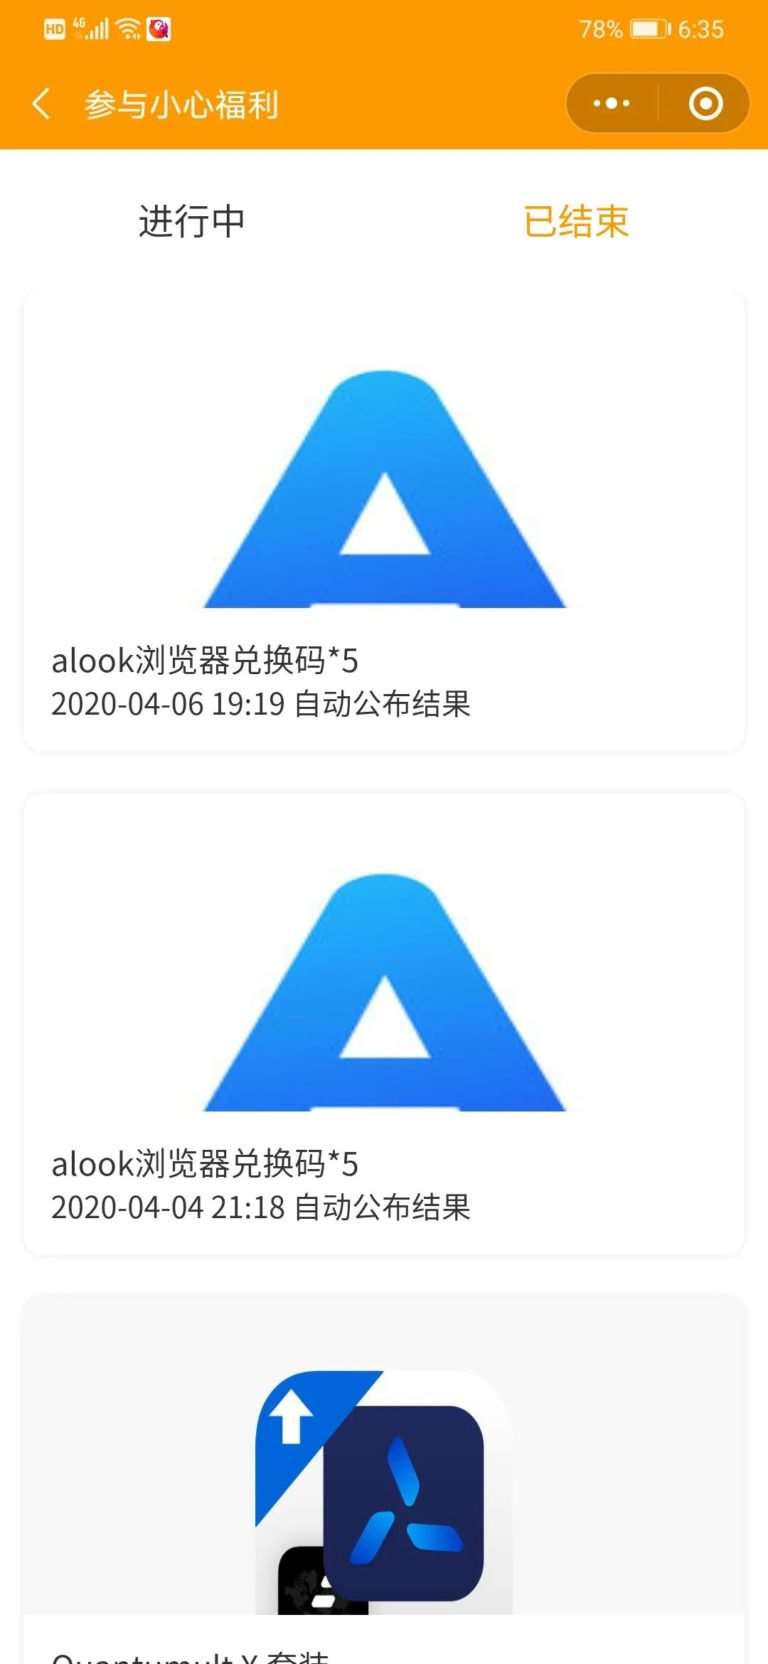 HD 4G 78% 6:35
参与小心福利
进行中 已结束
alook浏览器兑换码*5
2020-04-06 19:19 自动公布结果
alook浏览器兑换码*5
2020-04-04 21:18 自动公布结果
Quantumult X 套装